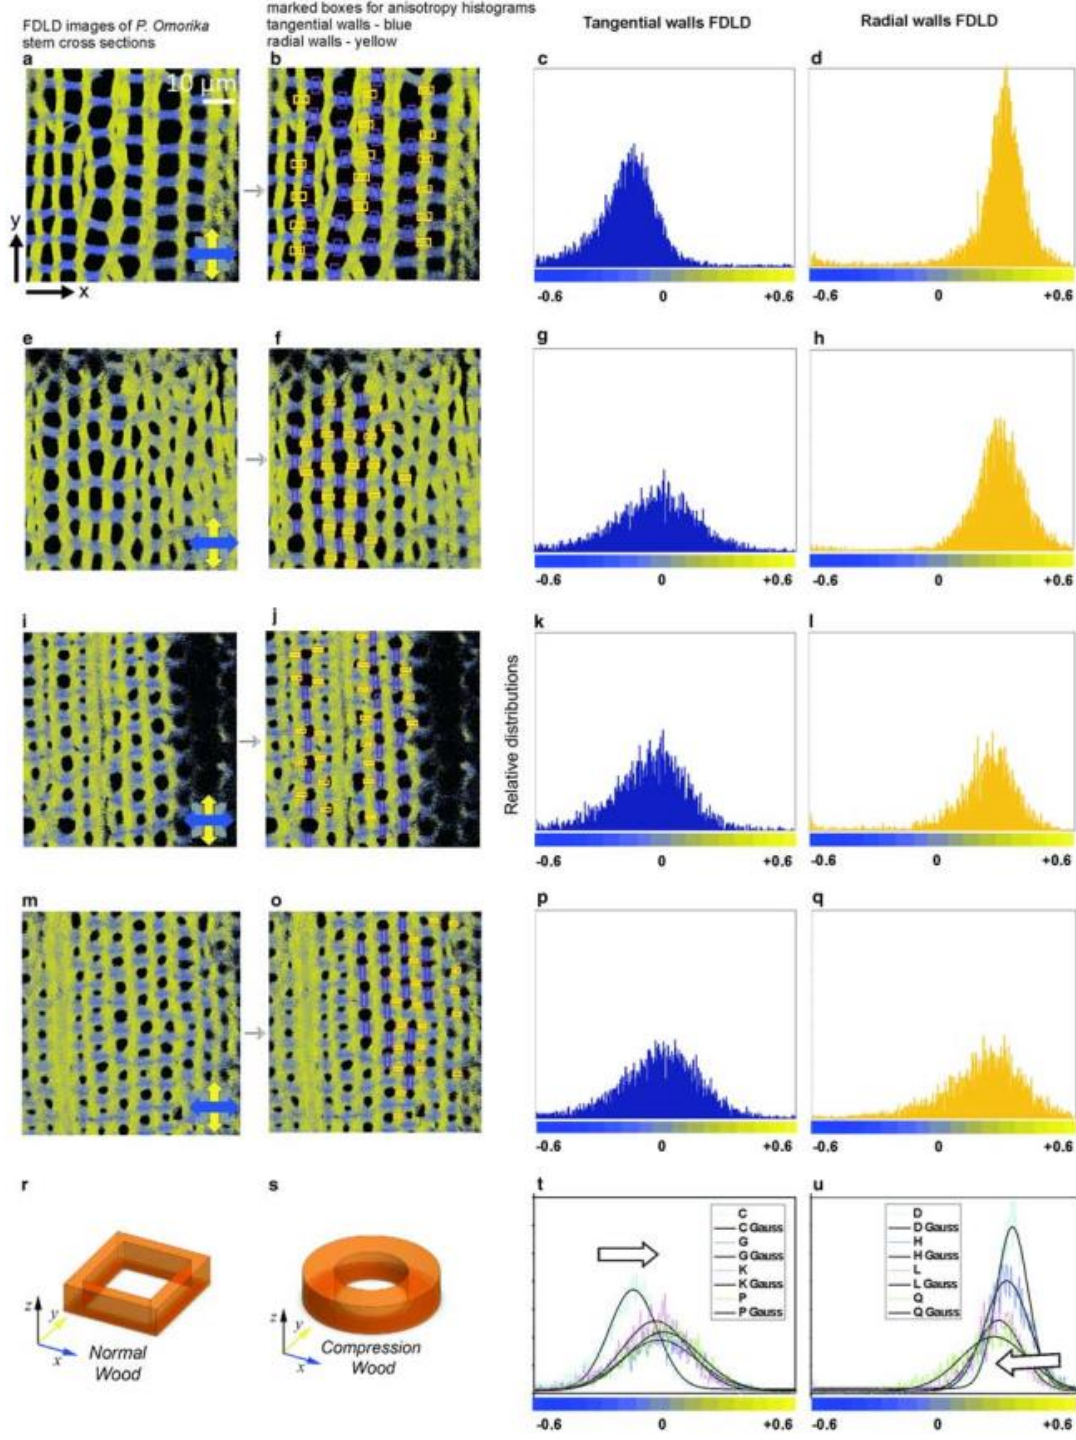 FDLD images of P. Omorika
stem cross sections
marked boxes for anisotropy histograms
tangential walls - blue
radial walls - yellow
Tangential walls FDLD
Radial walls FDLD
a
b
c
d
10 µm
y
x
-0.6 0 +0.6
-0.6 0 +0.6
e
f
g
h
-0.6 0 +0.6
-0.6 0 +0.6
i
j
k
l
Relative distributions
-0.6 0 +0.6
-0.6 0 +0.6
m
o
p
q
-0.6 0 +0.6
-0.6 0 +0.6
r
s
t
u
z
y
x
Normal
Wood
z
y
x
Compression
Wood
C
C Gauss
G
G Gauss
K
K Gauss
P
P Gauss
-0.6 0 +0.6
D
D Gauss
H
H Gauss
L
L Gauss
Q
Q Gauss
-0.6 0 +0.6